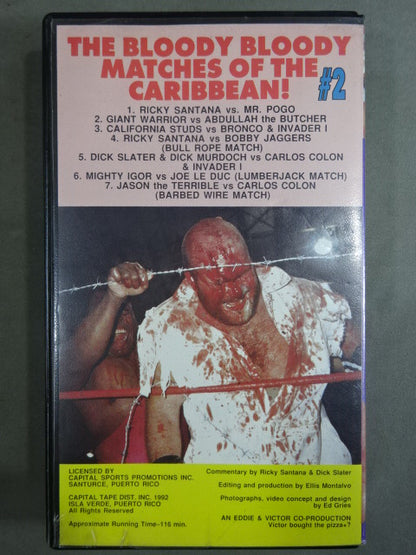 THE BLOODY BLOODY
MATCHES OF THE
CARIBBEAN! #2
1. RICKY SANTANA vs. MR. POGO
2. GIANT WARRIOR vs ABDULLAH the BUTCHER
3. CALIFORNIA STUDS vs BRONCO & INVADER I
4. RICKY SANTANA vs BOBBY JAGGERS
(BULL ROPE MATCH)
5. DICK SLATER & DICK MURDOCH vs CARLOS COLON
& INVADER I
6. MIGHTY IGOR vs JOE LE DUC (LUMBERJACK MATCH)
7. JASON the TERRIBLE vs CARLOS COLON
(BARBED WIRE MATCH)
LICENSED BY
CAPITAL SPORTS PROMOTIONS INC.
SANTURCE, PUERTO RICO
CAPITAL TAPE DIST. INC. 1992
ISLA VERDE, PUERTO RICO
All Rights Reserved
Approximate Running Time-116 min.
Commentary by Ricky Santana & Dick Slater
Editing and production by Ellis Montalvo
Photographs, video concept and design
by Ed Gries
AN EDDIE & VICTOR CO-PRODUCTION
Victor bought the pizza+?